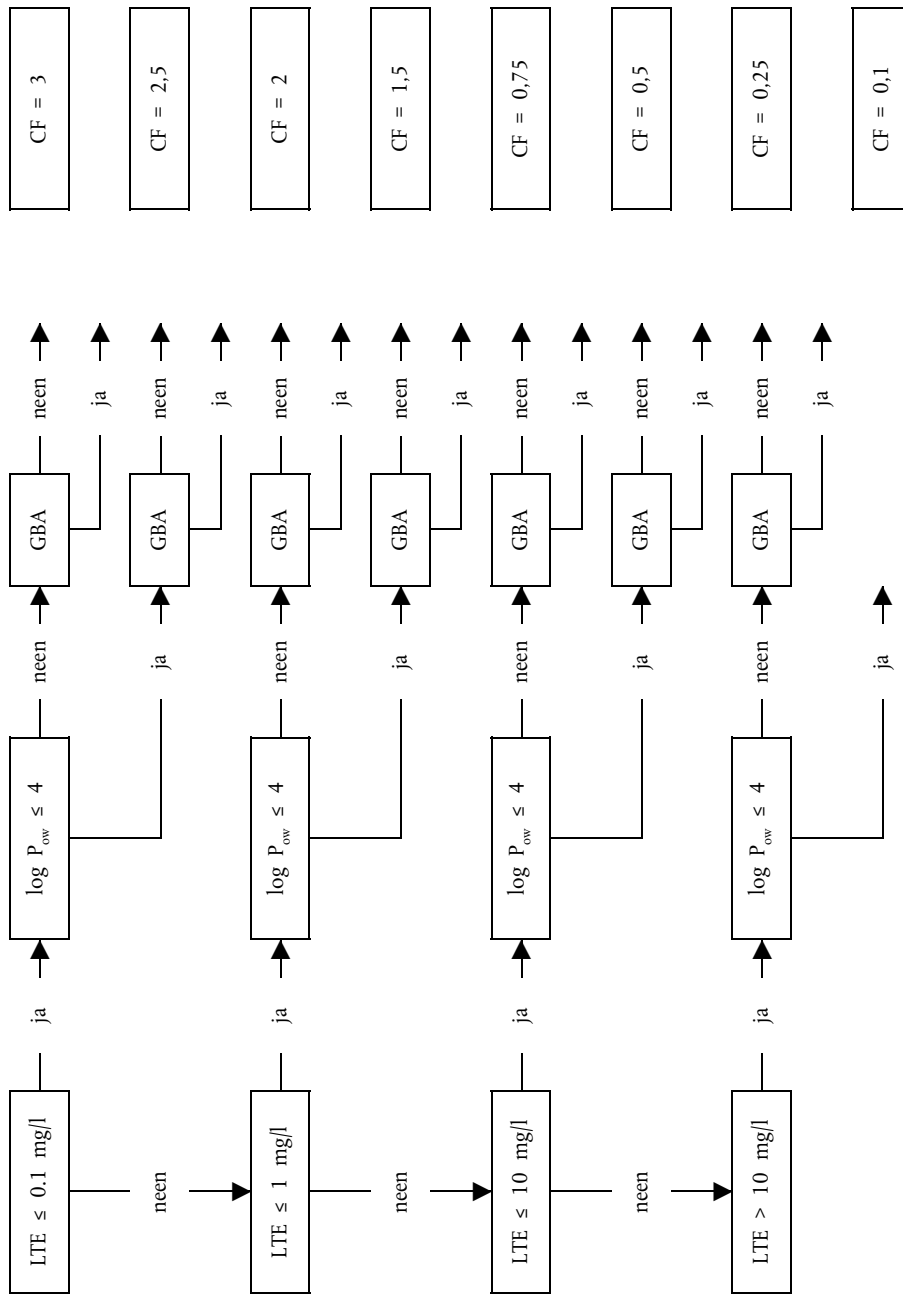 LTE ≤ 0.1 mg/l ja log Pow ≤ 4 neen GBA neen CF = 3
ja
neen ja GBA neen CF = 2,5
ja
LTE ≤ 1 mg/l ja log Pow ≤ 4 neen GBA neen CF = 2
ja
neen ja GBA neen CF = 1,5
ja
LTE ≤ 10 mg/l ja log Pow ≤ 4 neen GBA neen CF = 0,75
ja
neen ja GBA neen CF = 0,5
ja
LTE > 10 mg/l ja log Pow ≤ 4 neen GBA neen CF = 0,25
ja
ja CF = 0,1